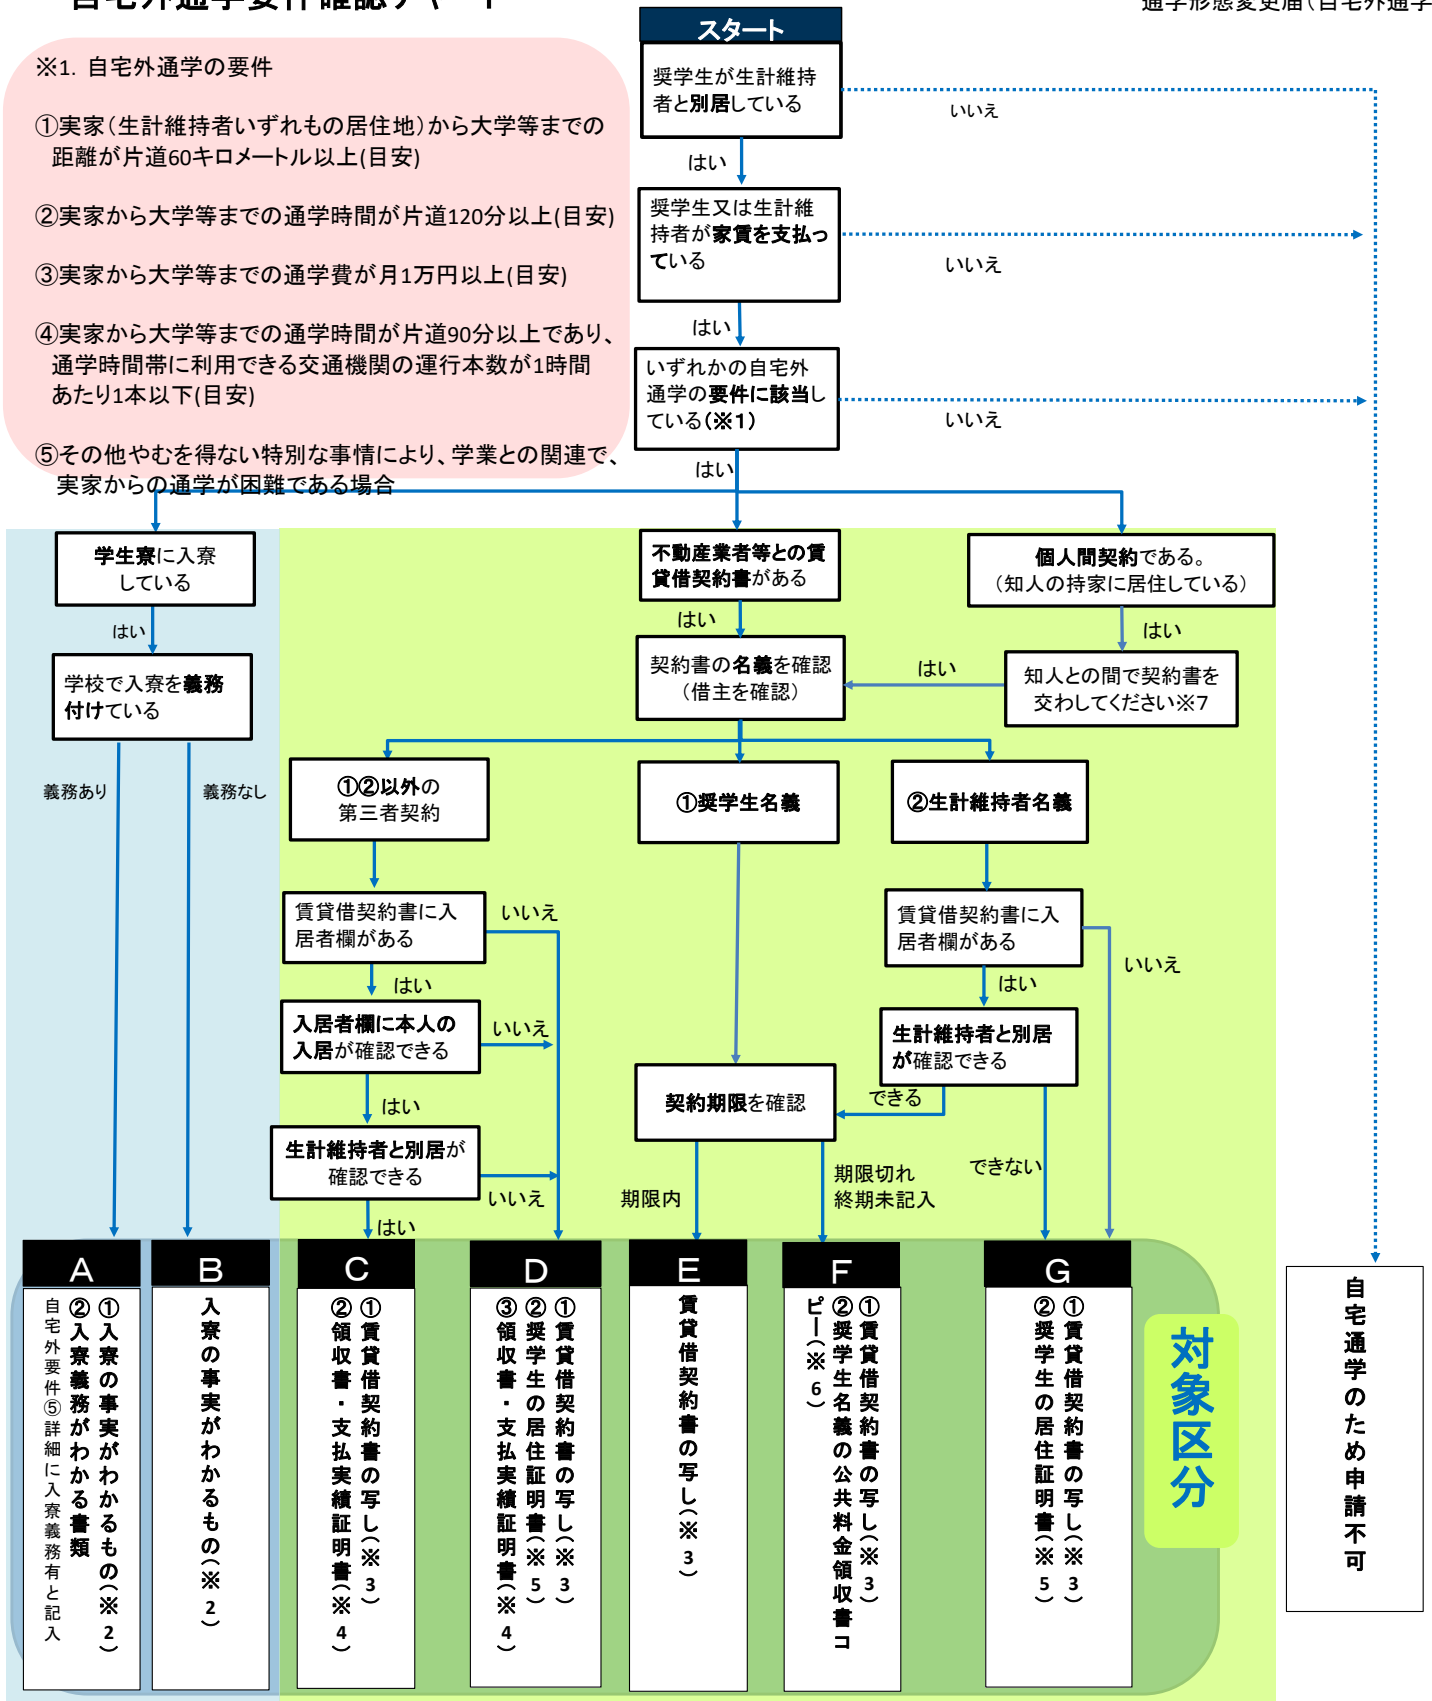 自宅外通学要件確認チャート
通学形態変更届（自宅外通学
※1. 自宅外通学の要件
①実家（生計維持者いずれもの居住地）から大学等までの
距離が片道60キロメートル以上(目安)
②実家から大学等までの通学時間が片道120分以上(目安)
③実家から大学等までの通学費が月1万円以上(目安)
④実家から大学等までの通学時間が片道90分以上であり、
通学時間帯に利用できる交通機関の運行本数が1時間
あたり1本以下(目安)
⑤その他やむを得ない特別な事情により、学業との関連で、
実家からの通学が困難である場合
スタート
奨学生が生計維持
者と別居している
いいえ
はい
奨学生又は生計維
持者が家賃を支払っ
ている
いいえ
はい
いずれかの自宅外
通学の要件に該当し
ている(※1)
いいえ
はい
学生寮に入寮
している
はい
学校で入寮を義務
付けている
義務あり
義務なし
不動産業者等との賃
貸借契約書がある
はい
契約書の名義を確認
（借主を確認）
個人間契約である。
（知人の持家に居住している）
はい
知人との間で契約書を
交わしてください※7
はい
①②以外の
第三者契約
①奨学生名義
②生計維持者名義
賃貸借契約書に入
居者欄がある
いいえ
はい
入居者欄に本人の
入居が確認できる
いいえ
はい
生計維持者と別居が
確認できる
いいえ
はい
賃貸借契約書に入
居者欄がある
いいえ
はい
生計維持者と別居
が確認できる
できる
できない
契約期限を確認
期限内
期限切れ
終期未記入
A
①入寮の事実がわかるもの(※2)
②入寮義務がわかる書類
自宅外要件⑤詳細に入寮義務有と記入
B
入寮の事実がわかるもの(※2)
C
①賃貸借契約書の写し(※3)
②領収書・支払実績証明書(※4)
D
①賃貸借契約書の写し(※3)
②奨学生の居住証明書(※5)
③領収書・支払実績証明書(※4)
E
賃貸借契約書の写し(※3)
F
①賃貸借契約書の写し(※3)
②奨学生名義の公共料金領収書コ
ピー(※6)
G
①賃貸借契約書の写し(※3)
②奨学生の居住証明書(※5)
対象区分
自宅通学のため申請不可